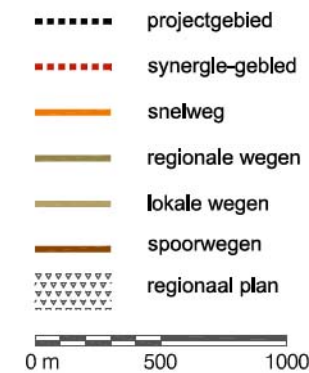 projectgebied
synergie-gebied
snelweg
regionale wegen
lokale wegen
spoorwegen
regionaal plan
0 m 500 1000